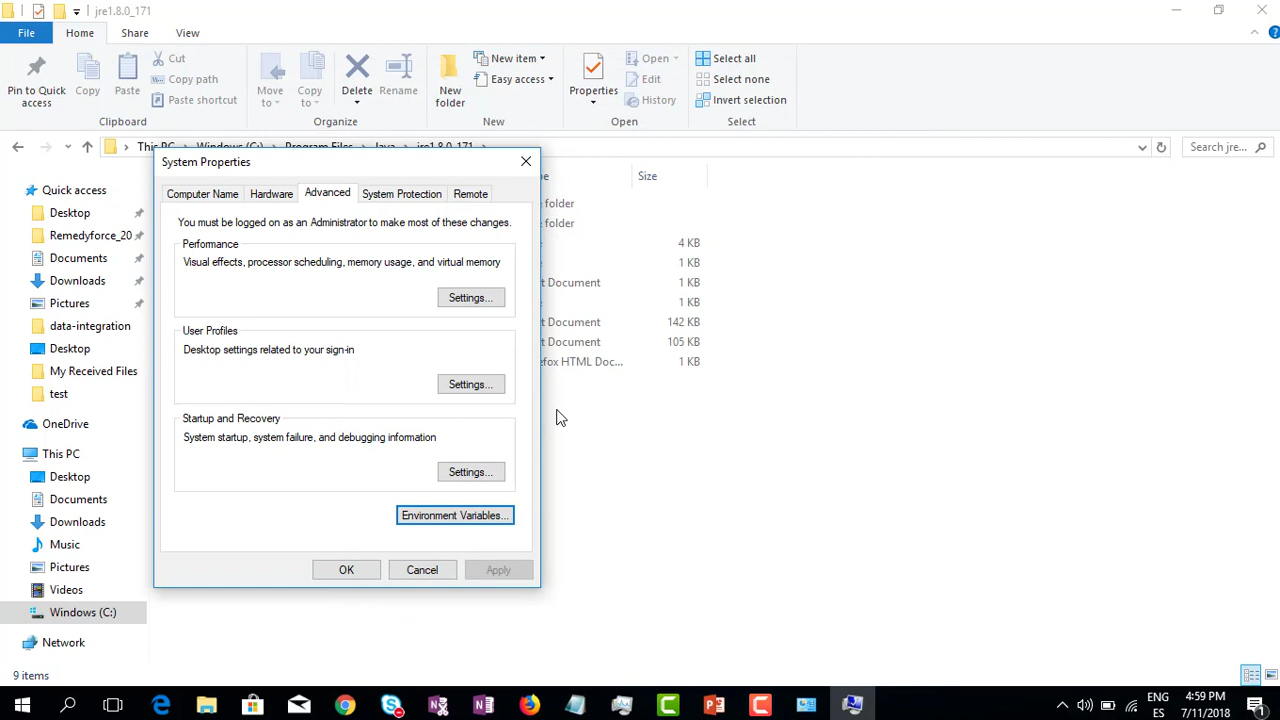 jre1.8.0_171
File
Home
Share
View
Pin to Quick access
Copy
Paste
Cut
Copy path
Paste shortcut
Clipboard
Move to
Copy to
Delete
Rename
Organize
New folder
New item
Easy access
New
Properties
Open
Edit
History
Open
Select all
Select none
Invert selection
Select
This PC
Windows (C:)
Program Files
Java
jre1.8.0_171
Search jre...
Size
Quick access
Desktop
Remedyforce_20
Documents
Downloads
Pictures
data-integration
Desktop
My Received Files
test
OneDrive
This PC
Desktop
Documents
Downloads
Music
Pictures
Videos
Windows (C:)
Network
9 items
System Properties
Computer Name
Hardware
Advanced
System Protection
Remote
You must be logged on as an Administrator to make most of these changes.
Performance
Visual effects, processor scheduling, memory usage, and virtual memory
Settings...
User Profiles
Desktop settings related to your sign-in
Settings...
Startup and Recovery
System startup, system failure, and debugging information
Settings...
Environment Variables...
OK
Cancel
Apply
folder
folder
4 KB
1 KB
Document
1 KB
Document 142 KB
Document 105 KB
HTML Doc... 1 KB
ENG
ES
4:59 PM
7/11/2018
1